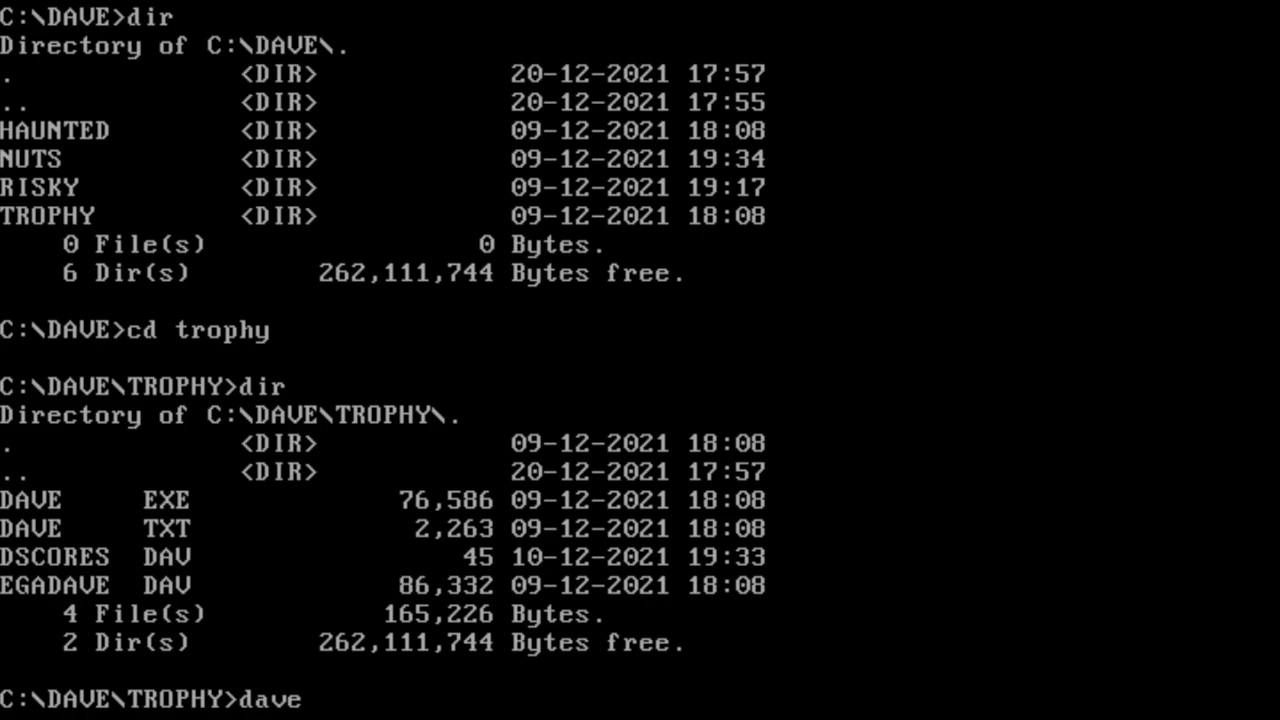 C:\DAVE>dir
Directory of C:\DAVE\.
. <DIR> 20-12-2021 17:57
.. <DIR> 20-12-2021 17:55
HAUNTED <DIR> 09-12-2021 18:08
NUTS <DIR> 09-12-2021 19:34
RISKY <DIR> 09-12-2021 19:17
TROPHY <DIR> 09-12-2021 18:08
0 File(s) 0 Bytes.
6 Dir(s) 262,111,744 Bytes free.
C:\DAVE>cd trophy
C:\DAVE\TROPHY>dir
Directory of C:\DAVE\TROPHY\.
. <DIR> 09-12-2021 18:08
.. <DIR> 20-12-2021 17:57
DAVE EXE 76,586 09-12-2021 18:08
DAVE TXT 2,263 09-12-2021 18:08
DSCORES DAV 45 10-12-2021 19:33
EGADAVE DAV 86,332 09-12-2021 18:08
4 File(s) 165,226 Bytes.
2 Dir(s) 262,111,744 Bytes free.
C:\DAVE\TROPHY>dave